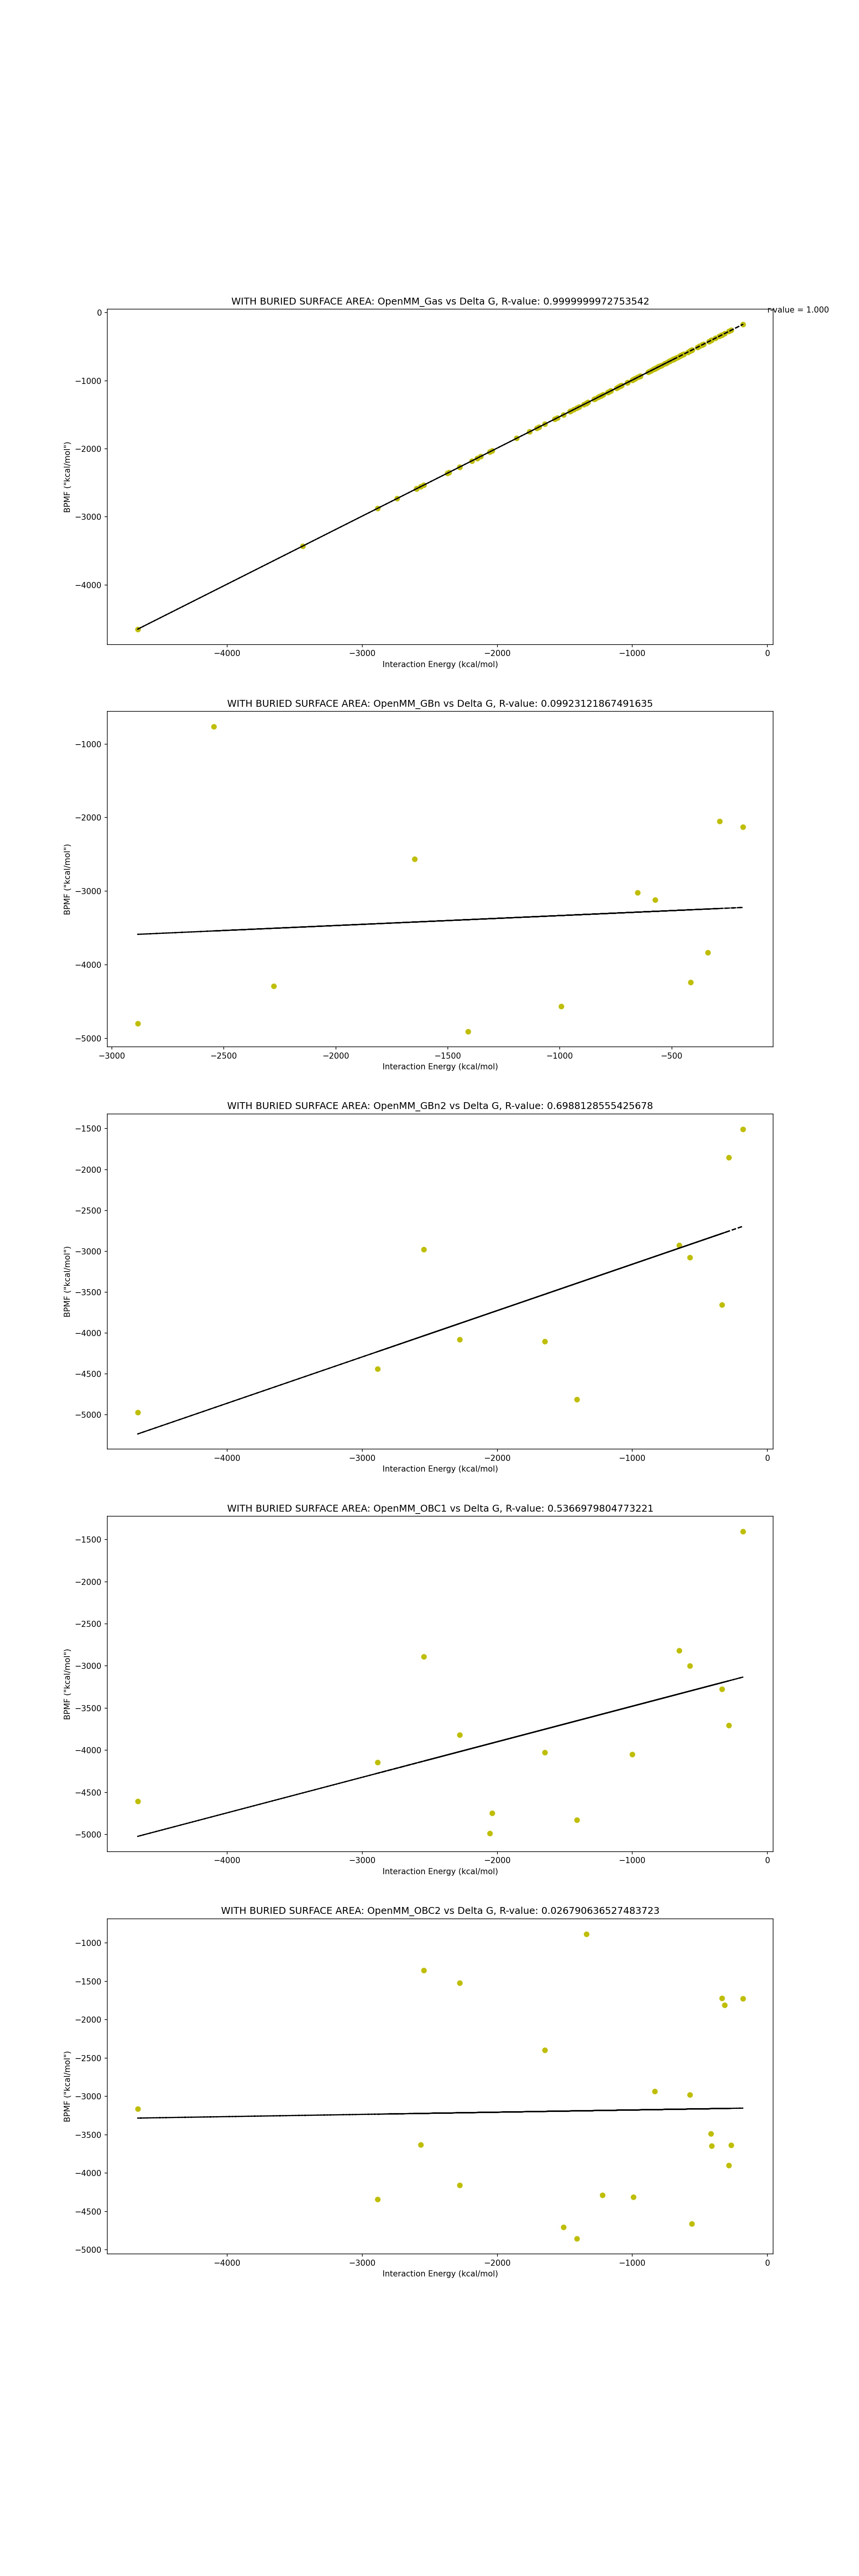 WITH BURIED SURFACE AREA: OpenMM_Gas vs Delta G, R-value: 0.9999999972753542
r-value = 1.000
0
−1000
−2000
−3000
−4000
BPMF ("kcal/mol")
−4000 −3000 −2000 −1000 0
Interaction Energy (kcal/mol)
WITH BURIED SURFACE AREA: OpenMM_GBn vs Delta G, R-value: 0.09923121867491635
−1000
−2000
−3000
−4000
−5000
BPMF ("kcal/mol")
−3000 −2500 −2000 −1500 −1000 −500
Interaction Energy (kcal/mol)
WITH BURIED SURFACE AREA: OpenMM_GBn2 vs Delta G, R-value: 0.6988128555425678
−1500
−2000
−2500
−3000
−3500
−4000
−4500
−5000
BPMF ("kcal/mol")
−4000 −3000 −2000 −1000 0
Interaction Energy (kcal/mol)
WITH BURIED SURFACE AREA: OpenMM_OBC1 vs Delta G, R-value: 0.5366979804773221
−1500
−2000
−2500
−3000
−3500
−4000
−4500
−5000
BPMF ("kcal/mol")
−4000 −3000 −2000 −1000 0
Interaction Energy (kcal/mol)
WITH BURIED SURFACE AREA: OpenMM_OBC2 vs Delta G, R-value: 0.026790636527483723
−1000
−1500
−2000
−2500
−3000
−3500
−4000
−4500
−5000
BPMF ("kcal/mol")
−4000 −3000 −2000 −1000 0
Interaction Energy (kcal/mol)